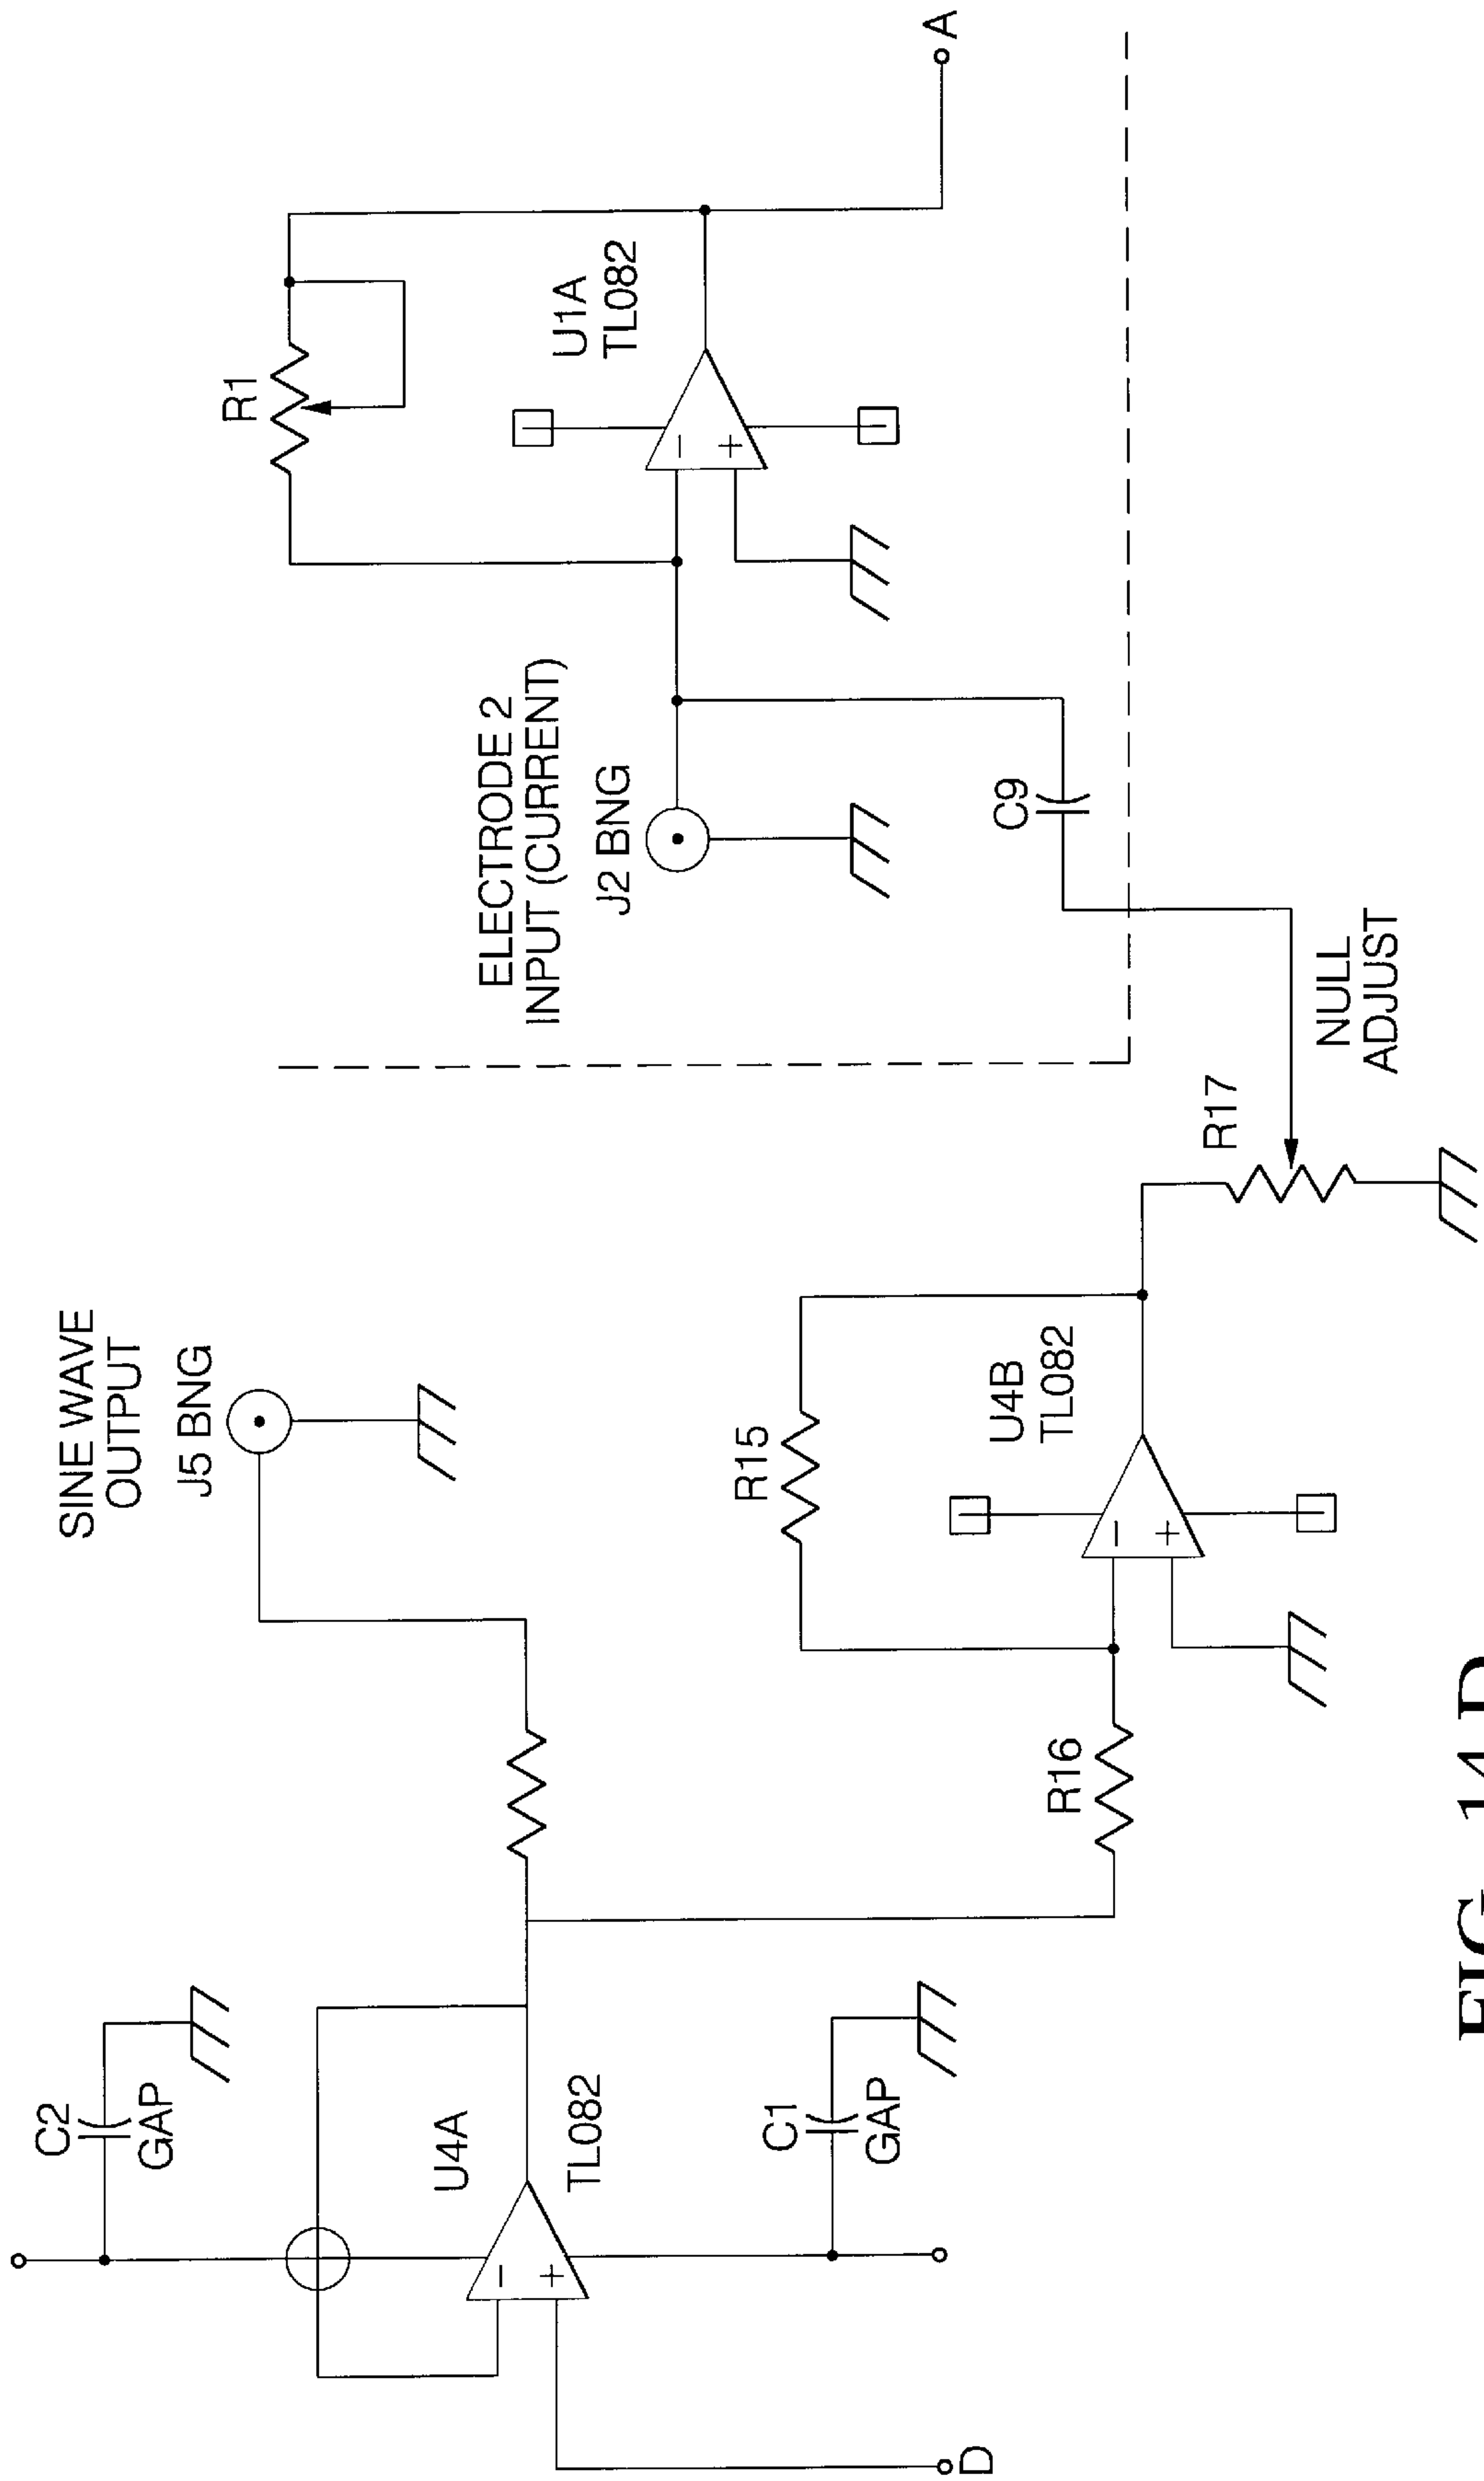 C2
GAP
U4A
−
+
TL082
C1
GAP
D
SINE WAVE
OUTPUT
J5 BNG
R15
R16
U4B
TL082
−
+
R17
NULL
ADJUST
ELECTRODE 2
INPUT (CURRENT)
J2 BNG
C9
R1
U1A
TL082
−
+
A
FIG 14